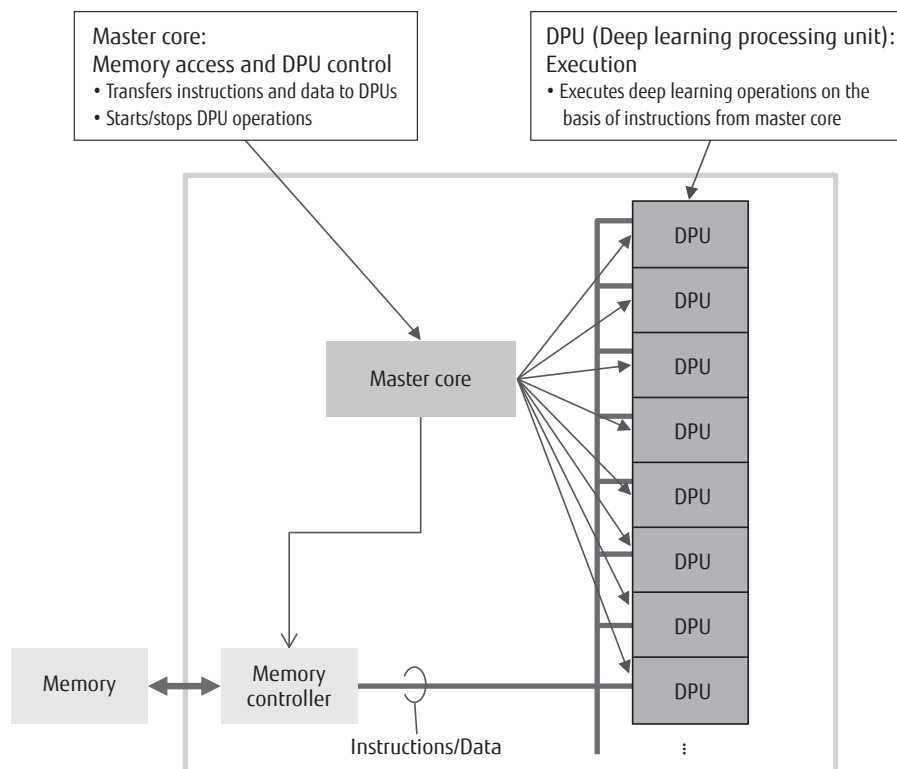 Master core:
Memory access and DPU control
• Transfers instructions and data to DPUs
• Starts/stops DPU operations
DPU (Deep learning processing unit):
Execution
• Executes deep learning operations on the
basis of instructions from master core
DPU
DPU
DPU
DPU
DPU
DPU
DPU
DPU
...
Master core
Memory
Memory
controller
Instructions/Data